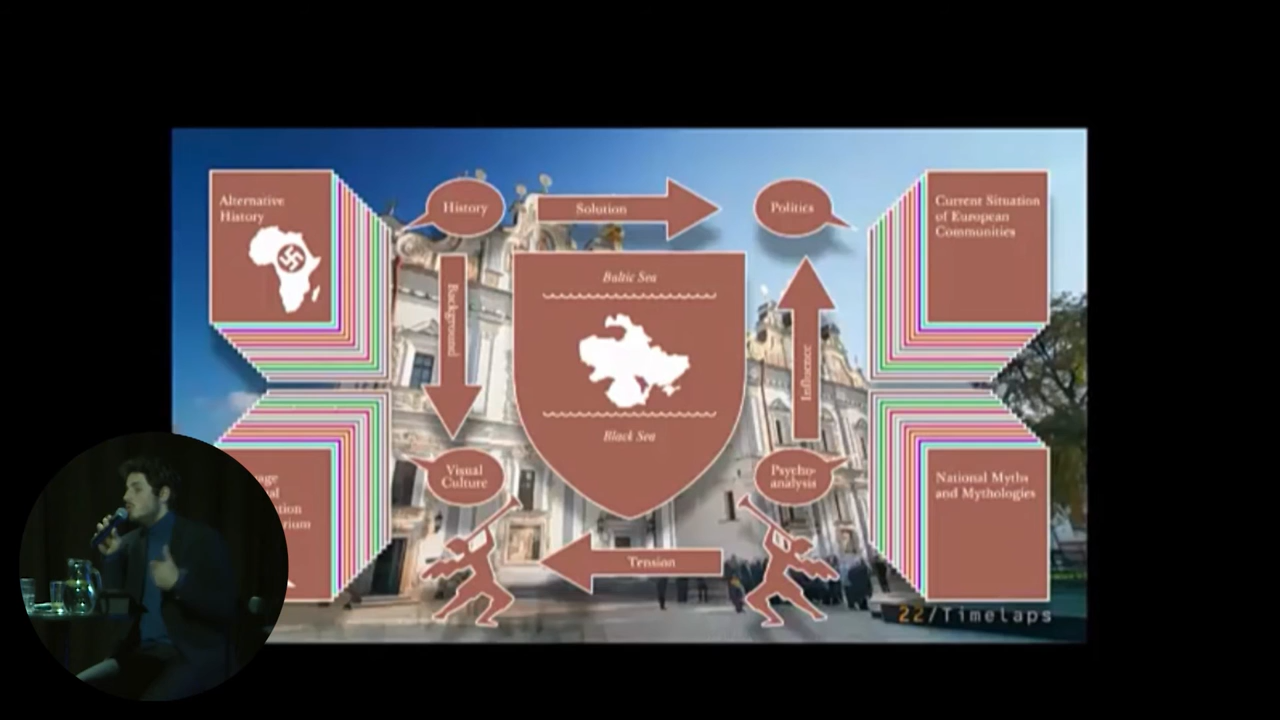 Alternative
History
History
Solution
Politics
Current Situation
of European
Communities
Background
Baltic Sea
Black Sea
Influence
Visual
Culture
Psycho-
analysis
National Myths
and Mythologies
Tension
22/Timelaps